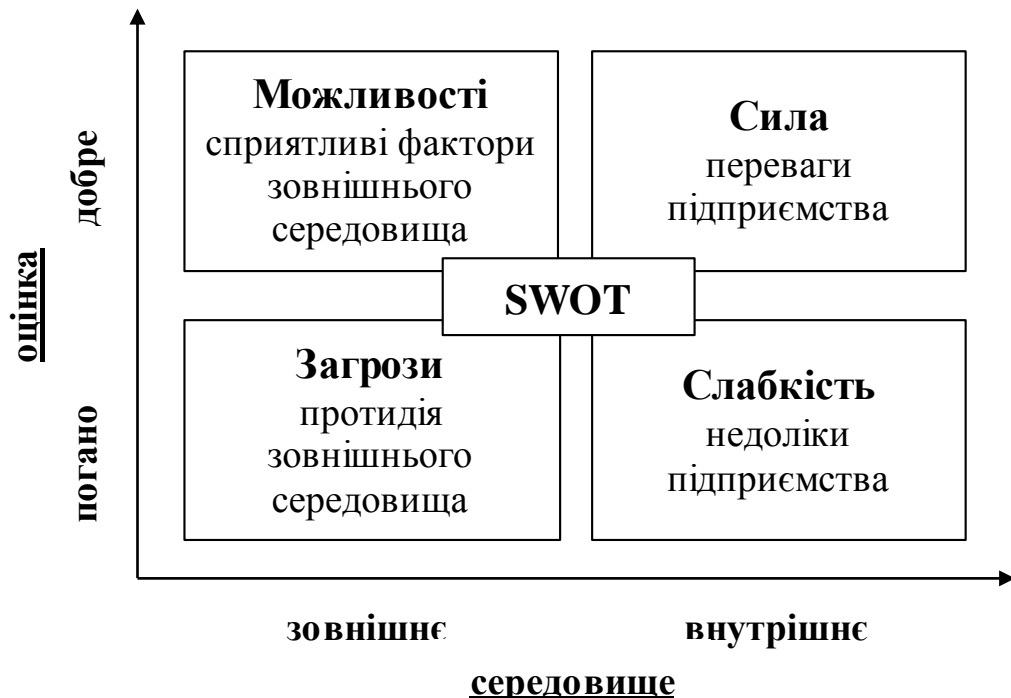 оцінка
добре
погано
Можливості
сприятливі фактори
зовнішнього
середовища
Сила
переваги
підприємства
SWOT
Загрози
протидія
зовнішнього
середовища
Слабкість
недоліки
підприємства
зовнішнє
внутрішнє
середовище